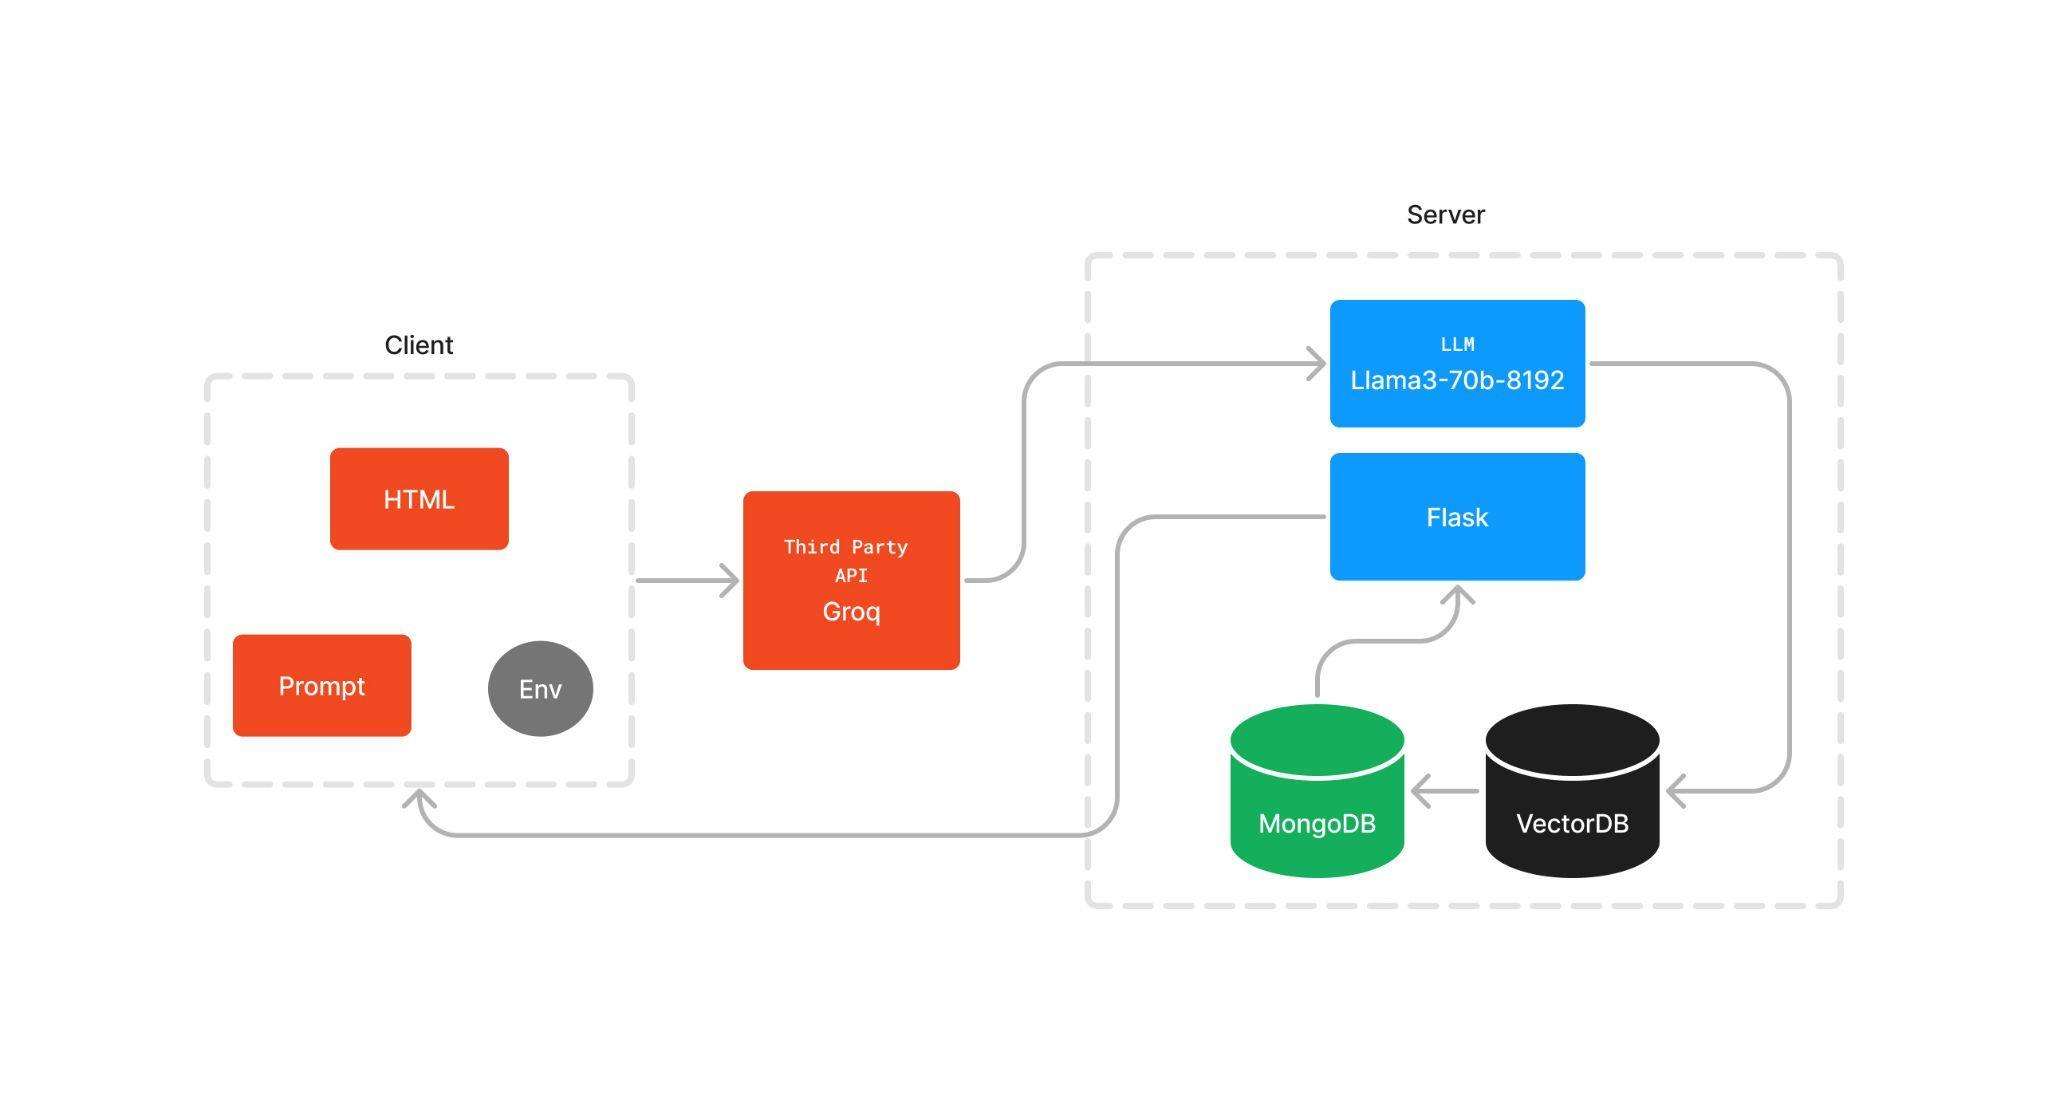 Server
Client
LLM
Llama3-70b-8192
HTML
Flask
Third Party
API
Groq
Prompt
Env
MongoDB
VectorDB